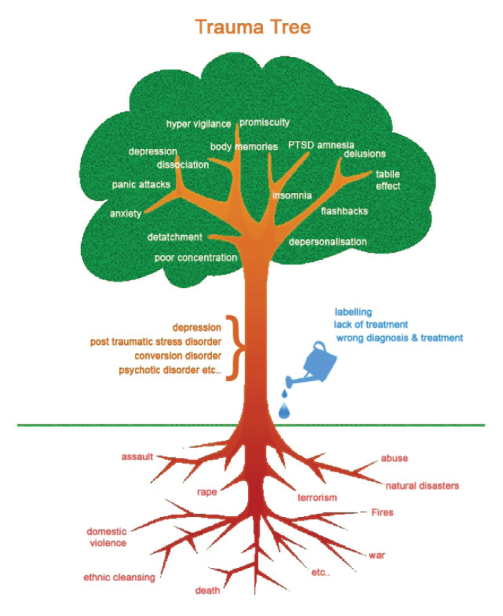 Trauma Tree
hyper vigilance
promiscuity
body memories
PTSD amnesia
depression
delusions
dissociation
tabile
effect
panic attacks
insomnia
anxiety
flashbacks
detatchment
depersonalisation
poor concentration
labelling
lack of treatment
wrong diagnosis & treatment
depression
post traumatic stress disorder
conversion disorder
psychotic disorder etc..
assault
abuse
rape
terrorism
natural disasters
Fires
domestic
violence
war
ethnic cleansing
etc..
death